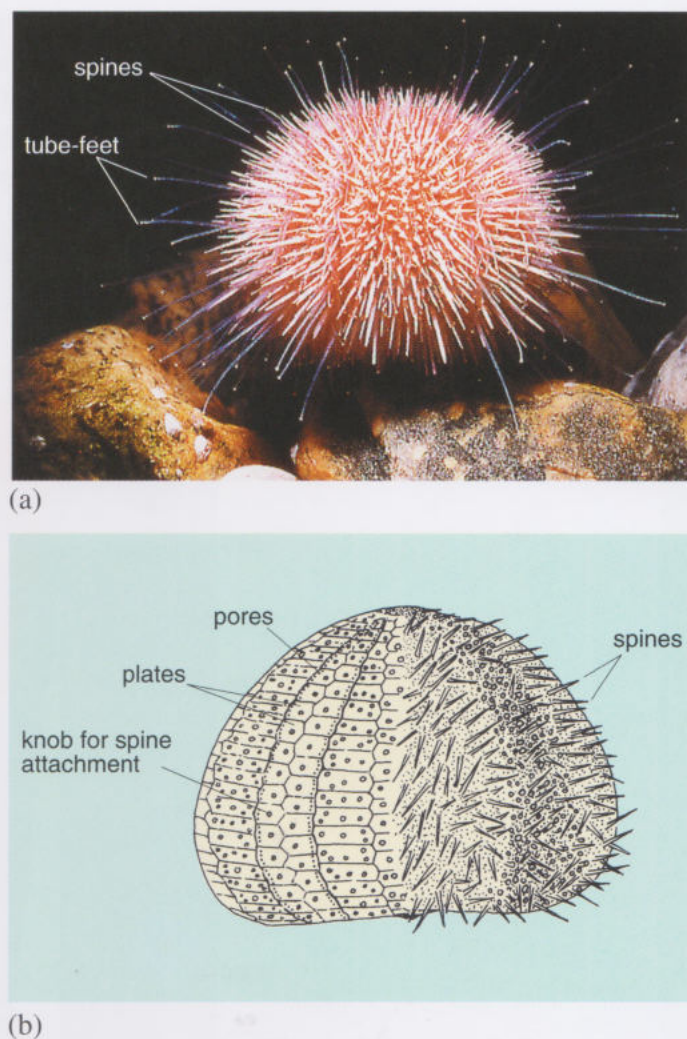 spines
tube-feet
(a)
pores
spines
plates
knob for spine
attachment
(b)